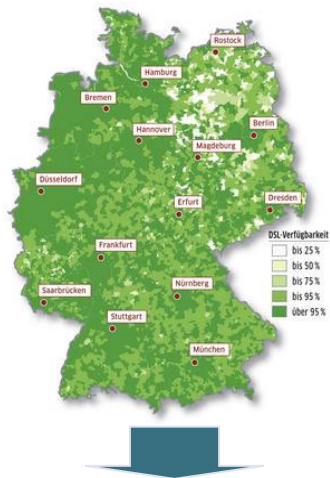 Rostock
Hamburg
Bremen
Berlin
Hannover
Magdeburg
Düsseldorf
Erfurt
Dresden
DSL-Verfügbarkeit
bis 25 %
bis 50 %
bis 75 %
bis 95 %
über 95 %
Frankfurt
Saarbrücken
Nürnberg
Stuttgart
München